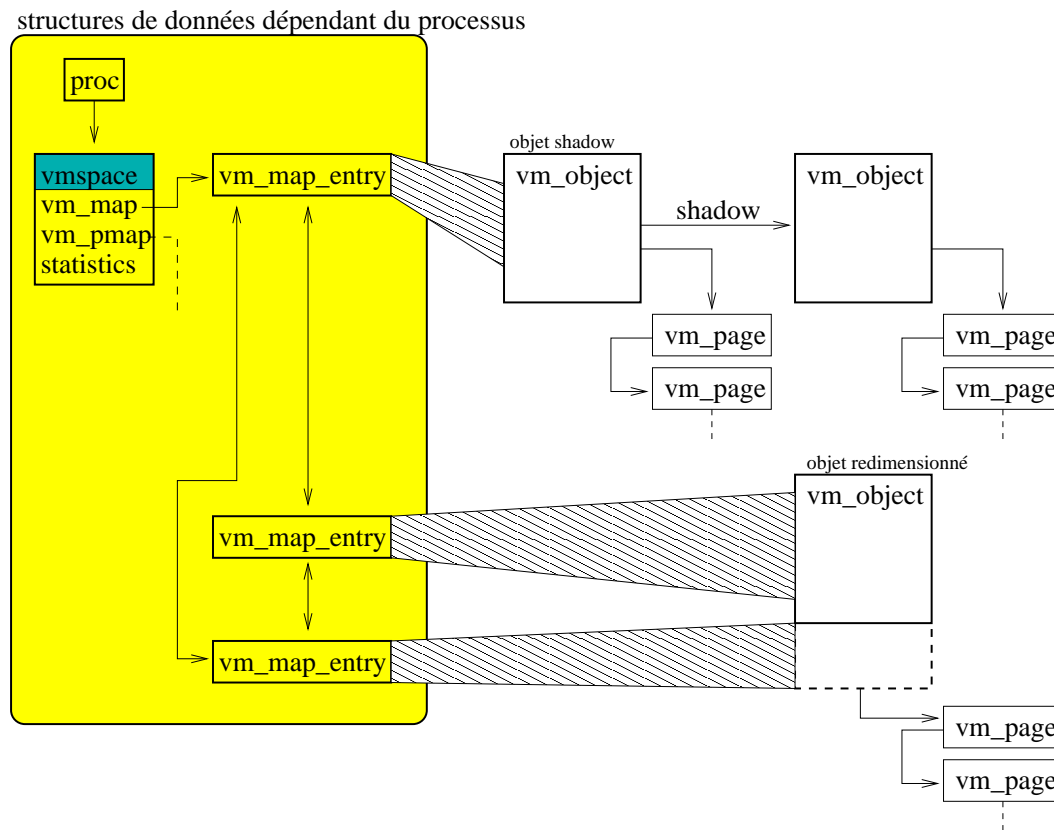 structures de données dépendant du processus
proc
vmspace
vm_map
vm_pmap
statistics
vm_map_entry
objet shadow
vm_object
shadow
vm_object
vm_page
vm_page
vm_page
vm_page
objet redimensionné
vm_object
vm_map_entry
vm_map_entry
vm_page
vm_page